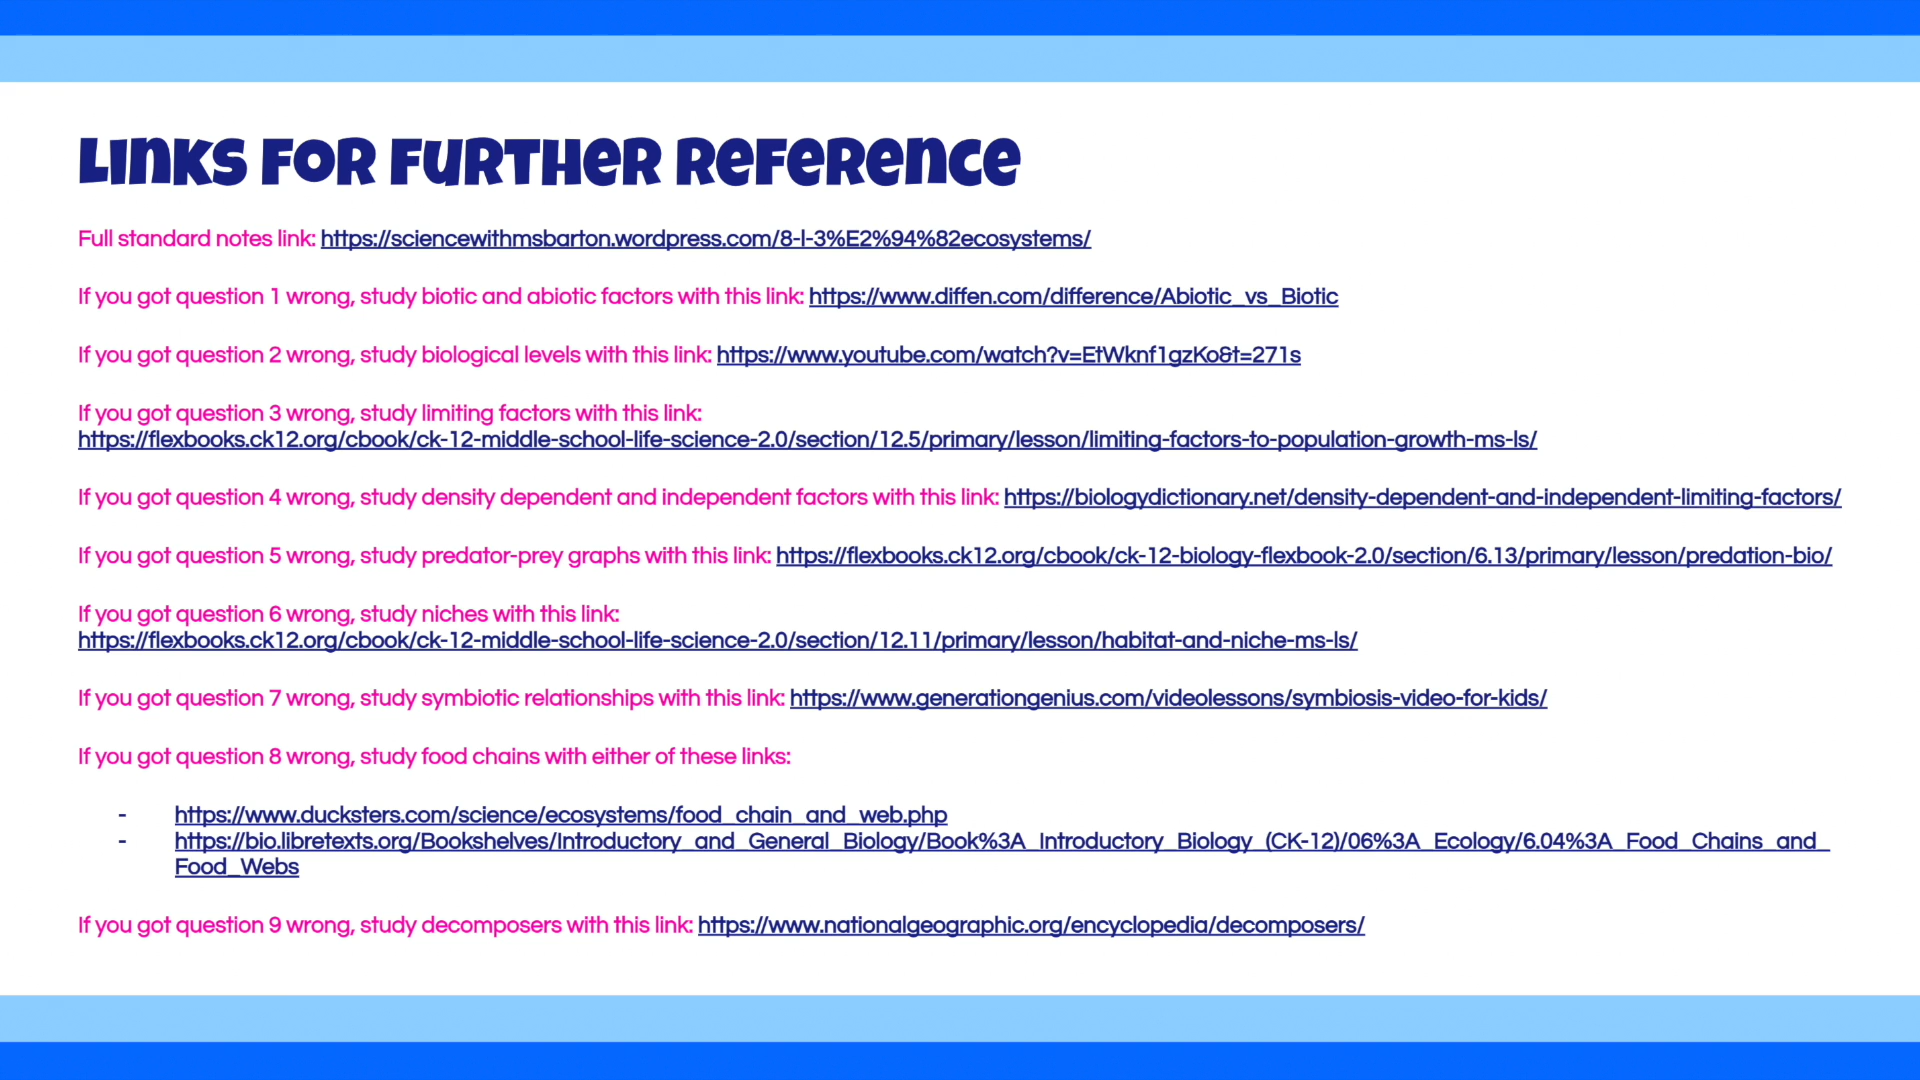 Links for Further Reference
Full standard notes link: https://sciencewithmsbarton.wordpress.com/8-l-3%E2%94%82ecosystems/
If you got question 1 wrong, study biotic and abiotic factors with this link: https://www.diffen.com/difference/Abiotic_vs_Biotic
If you got question 2 wrong, study biological levels with this link: https://www.youtube.com/watch?v=EtWknf1gzKo&t=271s
If you got question 3 wrong, study limiting factors with this link:
https://flexbooks.ck12.org/cbook/ck-12-middle-school-life-science-2.0/section/12.5/primary/lesson/limiting-factors-to-population-growth-ms-ls/
If you got question 4 wrong, study density dependent and independent factors with this link: https://biologydictionary.net/density-dependent-and-independent-limiting-factors/
If you got question 5 wrong, study predator-prey graphs with this link: https://flexbooks.ck12.org/cbook/ck-12-biology-flexbook-2.0/section/6.13/primary/lesson/predation-bio/
If you got question 6 wrong, study niches with this link:
https://flexbooks.ck12.org/cbook/ck-12-middle-school-life-science-2.0/section/12.11/primary/lesson/habitat-and-niche-ms-ls/
If you got question 7 wrong, study symbiotic relationships with this link: https://www.generationgenius.com/videolessons/symbiosis-video-for-kids/
If you got question 8 wrong, study food chains with either of these links:
- https://www.ducksters.com/science/ecosystems/food_chain_and_web.php
- https://bio.libretexts.org/Bookshelves/Introductory_and_General_Biology/Book%3A_Introductory_Biology_(CK-12)/06%3A_Ecology/6.04%3A_Food_Chains_and_
Food_Webs
If you got question 9 wrong, study decomposers with this link: https://www.nationalgeographic.org/encyclopedia/decomposers/